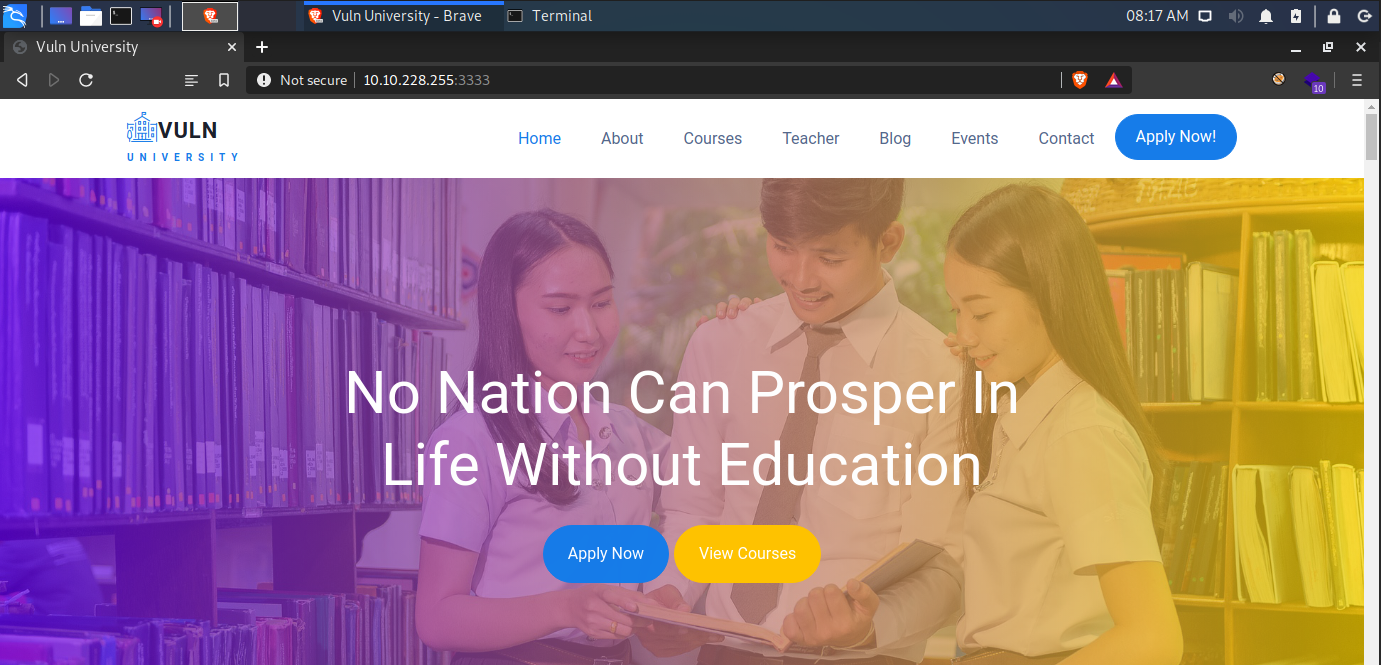 Vuln University - Brave
Terminal
08:17 AM
Vuln University
Not secure
10.10.228.255:3333
10
VULN
UNIVERSITY
Home
About
Courses
Teacher
Blog
Events
Contact
Apply Now!
No Nation Can Prosper In
Life Without Education
Apply Now
View Courses